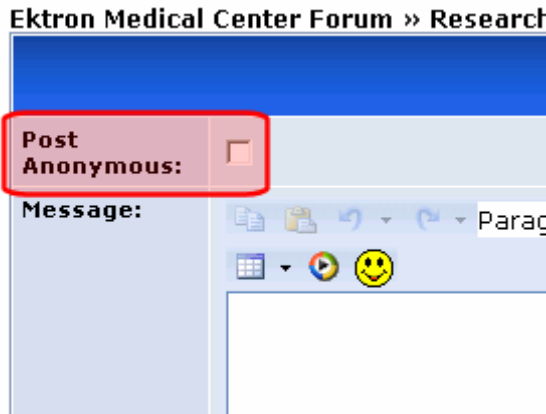 Ektron Medical Center Forum » Research
Post
Anonymous:
Message:
Parag